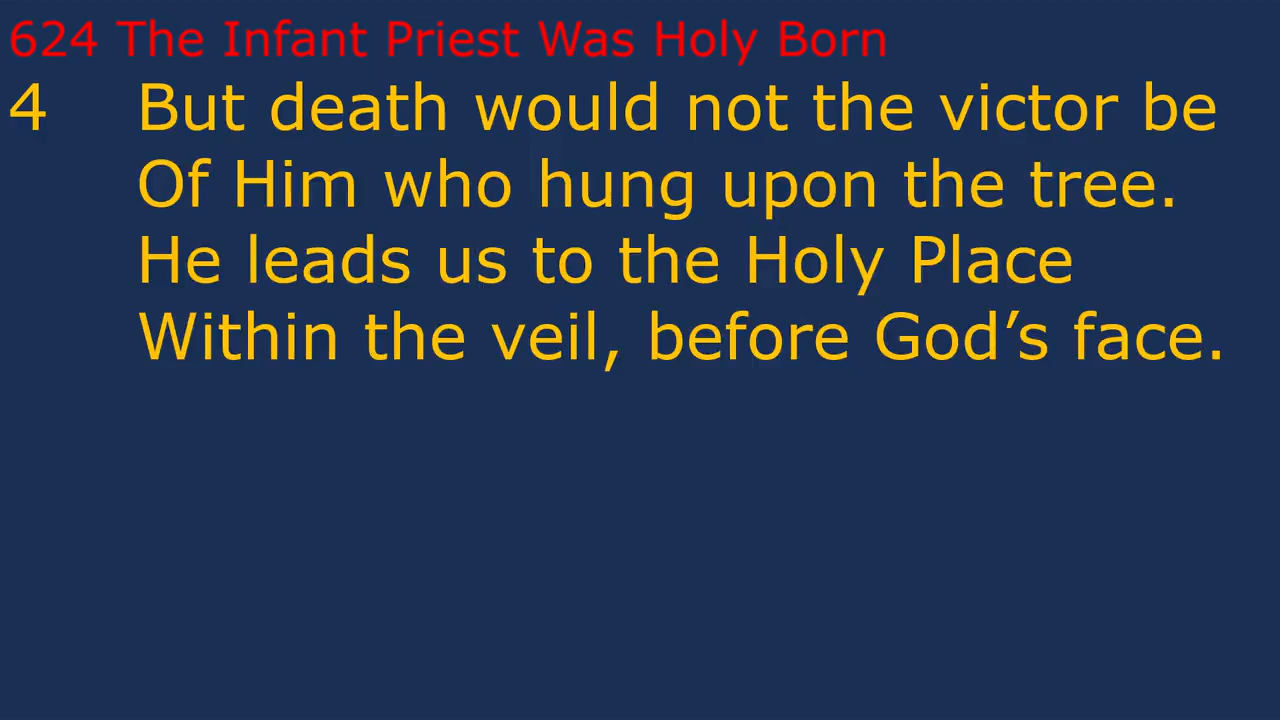 624 The Infant Priest Was Holy Born
4 But death would not the victor be
Of Him who hung upon the tree.
He leads us to the Holy Place
Within the veil, before God’s face.